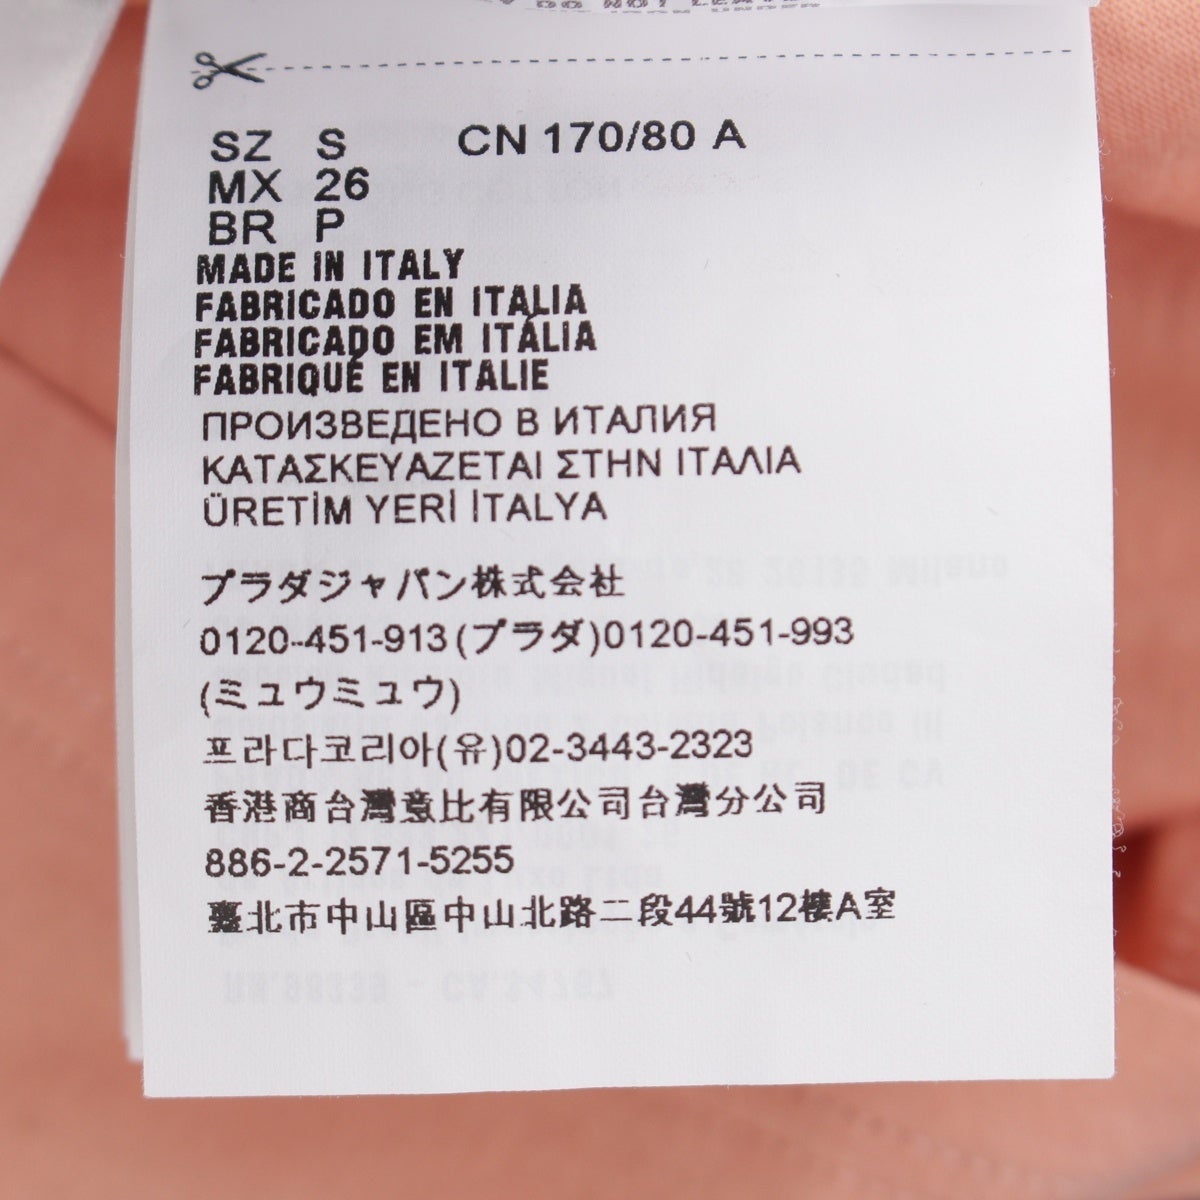 SZ S CN 170/80 A
MX 26
BR P
MADE IN ITALY
FABRICADO EN ITALIA
FABRICADO EM ITÁLIA
FABRIQUÉ EN ITALIE
ПРОИЗВЕДЕНО В ИТАЛИЯ
ΚΑΤΑΣΚΕΥΑΖΕΤΑΙ ΣΤΗΝ ΙΤΑΛΙΑ
ÜRETİM YERİ İTALYA
プラダジャパン株式会社
0120-451-913 (プラダ)0120-451-993
(ミュウミュウ)
프라다코리아(유)02-3443-2323
香港商台灣意比有限公司台灣分公司
886-2-2571-5255
臺北市中山區中山北路二段44號12樓A室